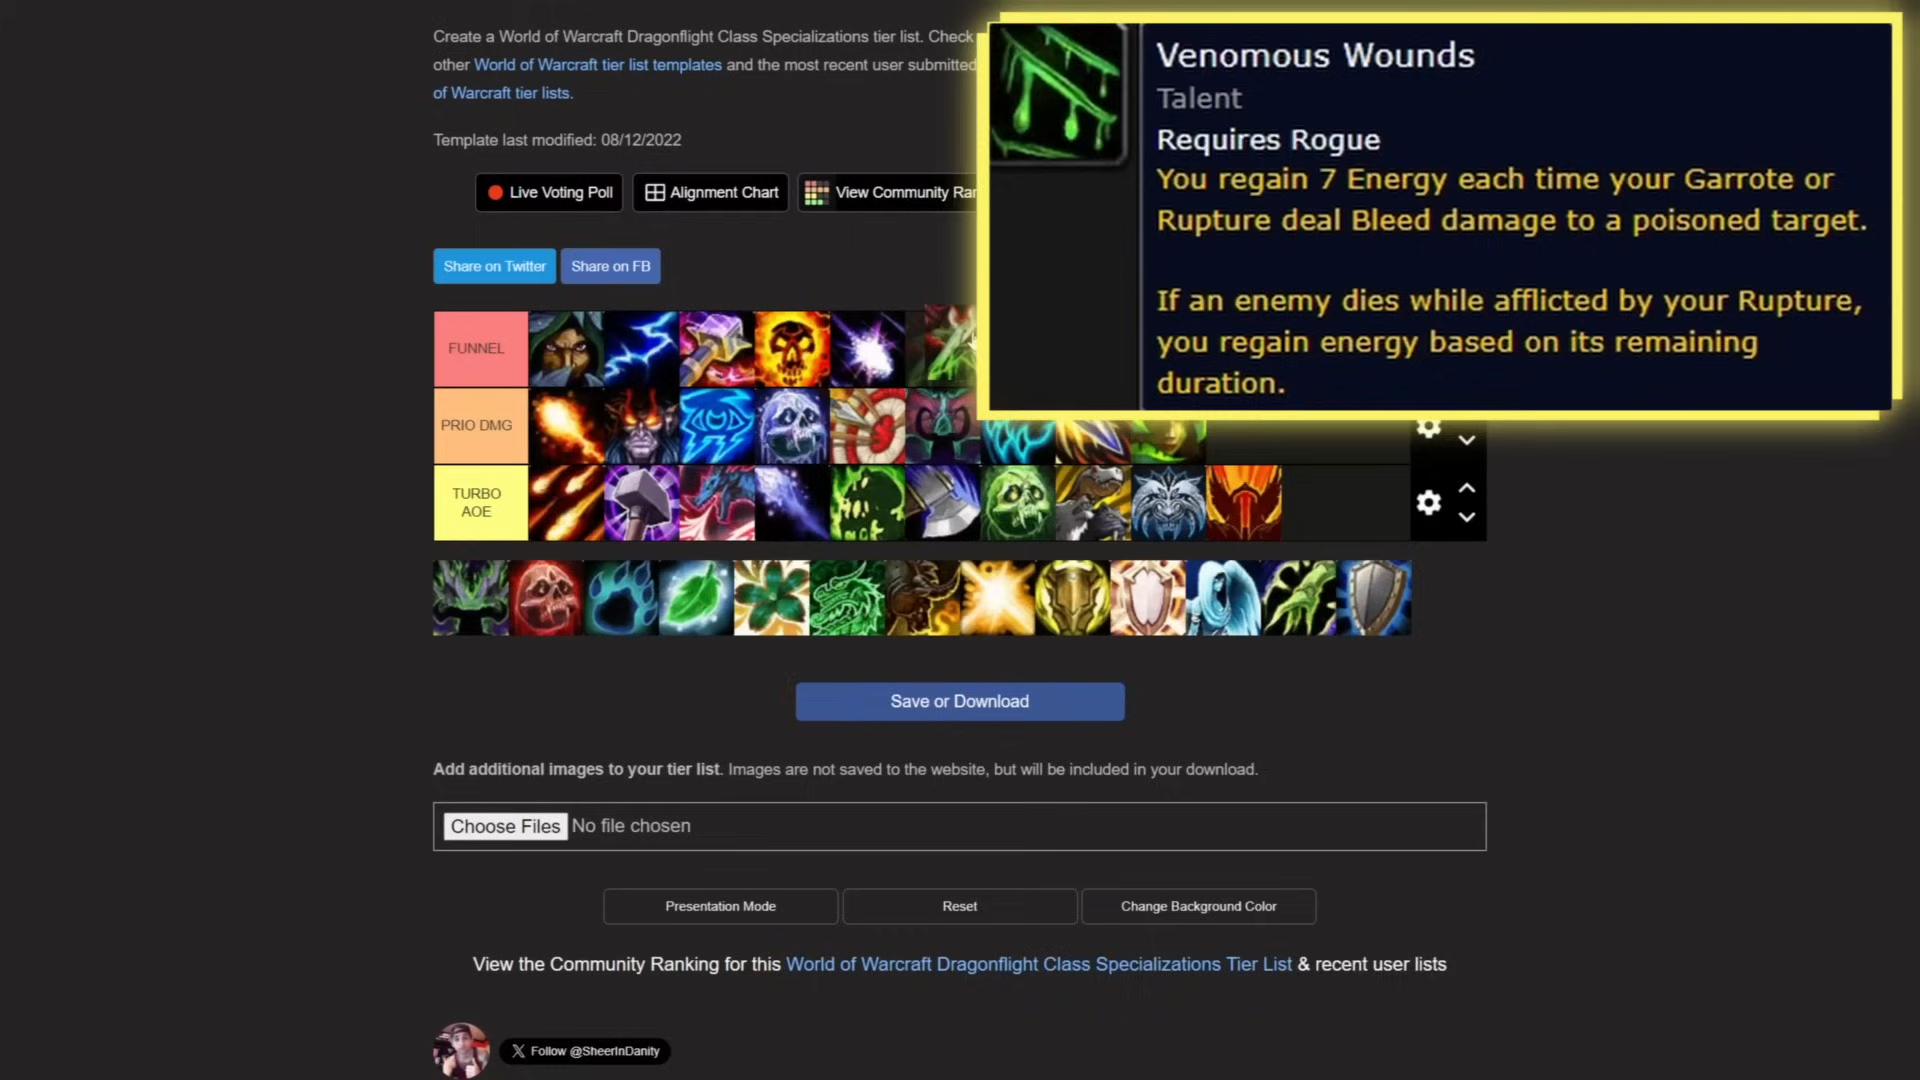 Create a World of Warcraft Dragonflight Class Specializations tier list. Check
other World of Warcraft tier list templates and the most recent user submitted
of Warcraft tier lists.
Template last modified: 08/12/2022
Live Voting Poll
Alignment Chart
View Community
Share on Twitter
Share on FB
Venomous Wounds
Talent
Requires Rogue
You regain 7 Energy each time your Garrote or
Rupture deal Bleed damage to a poisoned target.
If an enemy dies while afflicted by your Rupture,
you regain energy based on its remaining
duration.
FUNNEL
PRIO DMG
TURBO
AOE
Save or Download
Add additional images to your tier list. Images are not saved to the website, but will be included in your download.
Choose Files No file chosen
Presentation Mode
Reset
Change Background Color
View the Community Ranking for this World of Warcraft Dragonflight Class Specializations Tier List & recent user lists
X Follow @SheerInDanity